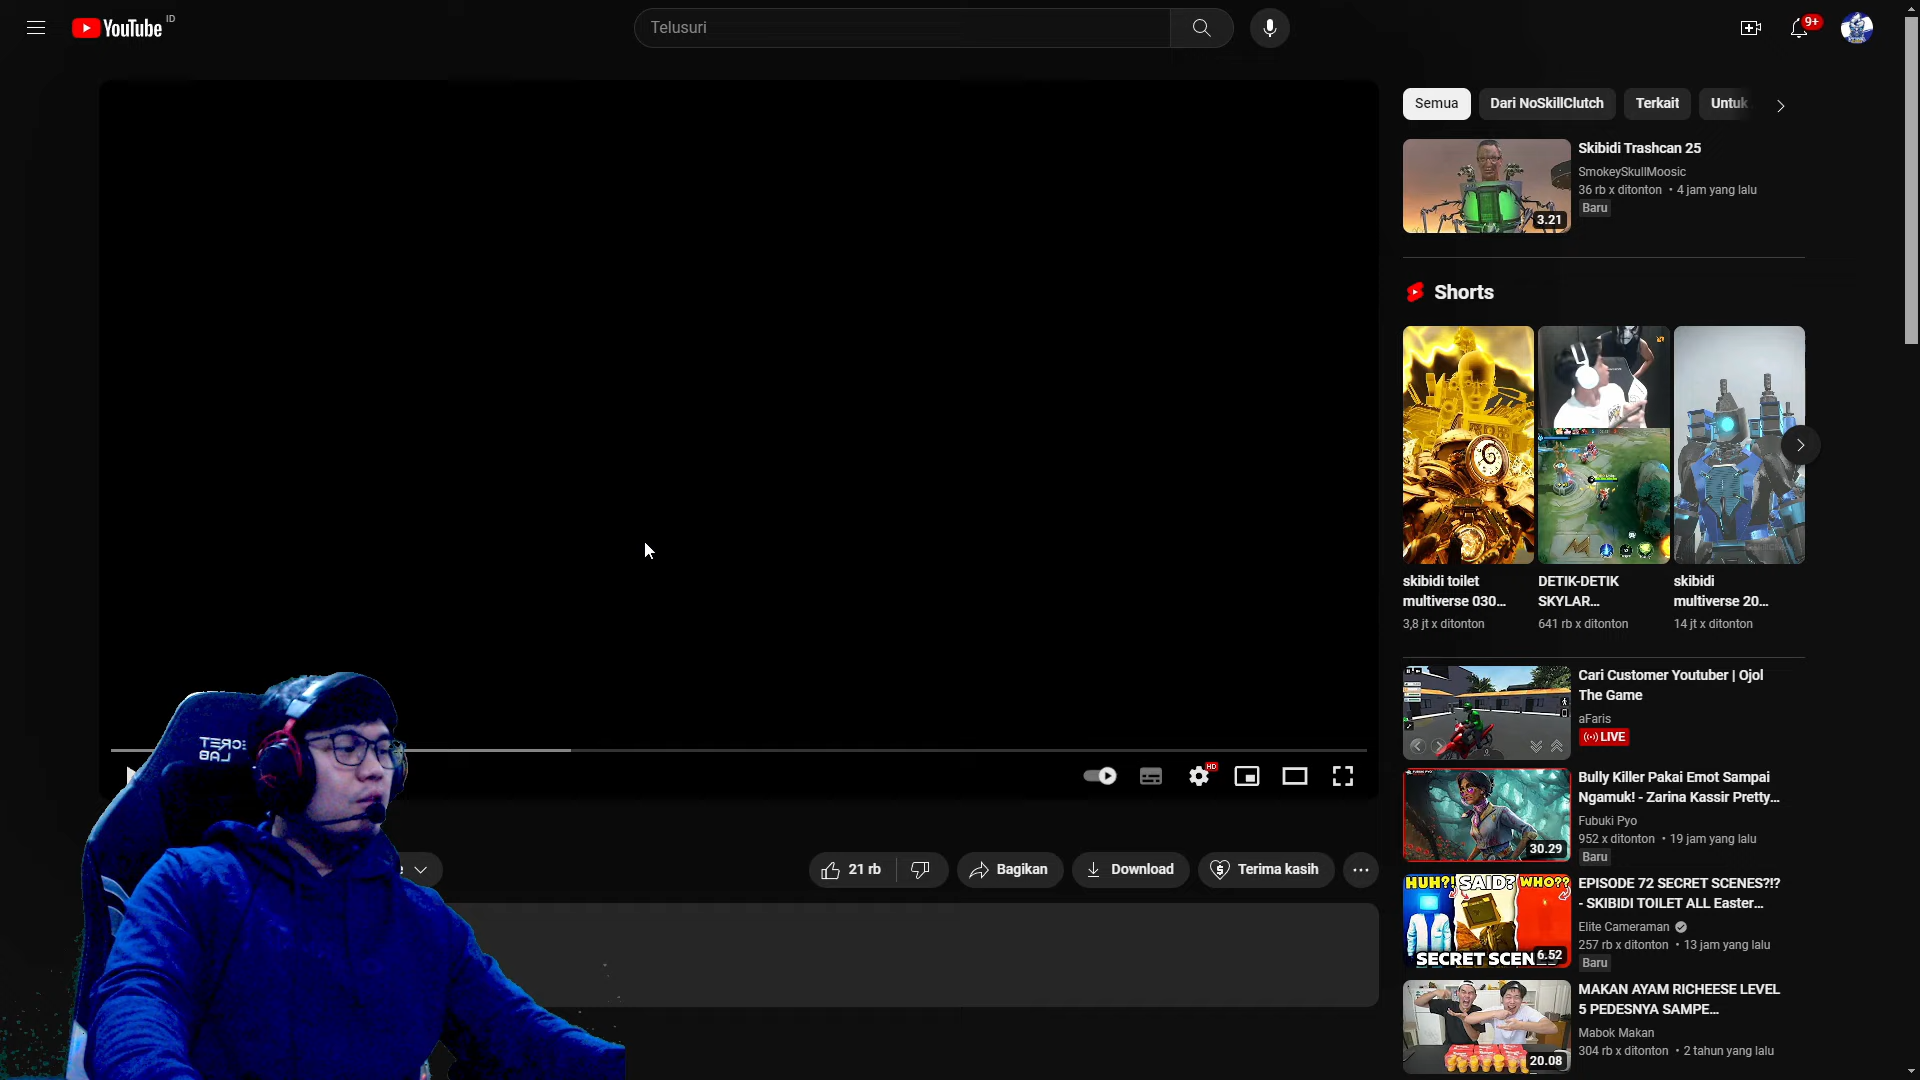 YouTube
ID
Telusuri
9+
Semua
Dari NoSkillClutch
Terkait
Untuk
Skibidi Trashcan 25
SmokeySkullMoosic
36 rb x ditonton • 4 jam yang lalu
Baru
3.21
Shorts
skibidi toilet
multiverse 030...
3,8 jt x ditonton
DETIK-DETIK
SKYLAR...
641 rb x ditonton
skibidi
multiverse 20...
14 jt x ditonton
Cari Customer Youtuber | Ojol
The Game
aFaris
LIVE
Bully Killer Pakai Emot Sampai
Ngamuk! - Zarina Kassir Pretty...
Fubuki Pyo
952 x ditonton • 19 jam yang lalu
Baru
30.29
HUH?! SAID? WHO??
SECRET SCEN
6.52
EPISODE 72 SECRET SCENES?!?
- SKIBIDI TOILET ALL Easter...
Elite Cameraman
257 rb x ditonton • 13 jam yang lalu
Baru
MAKAN AYAM RICHEESE LEVEL
5 PEDESNYA SAMPE...
Mabok Makan
304 rb x ditonton • 2 tahun yang lalu
20.08
HD
21 rb
Bagikan
Download
Terima kasih
SECRET
LAB